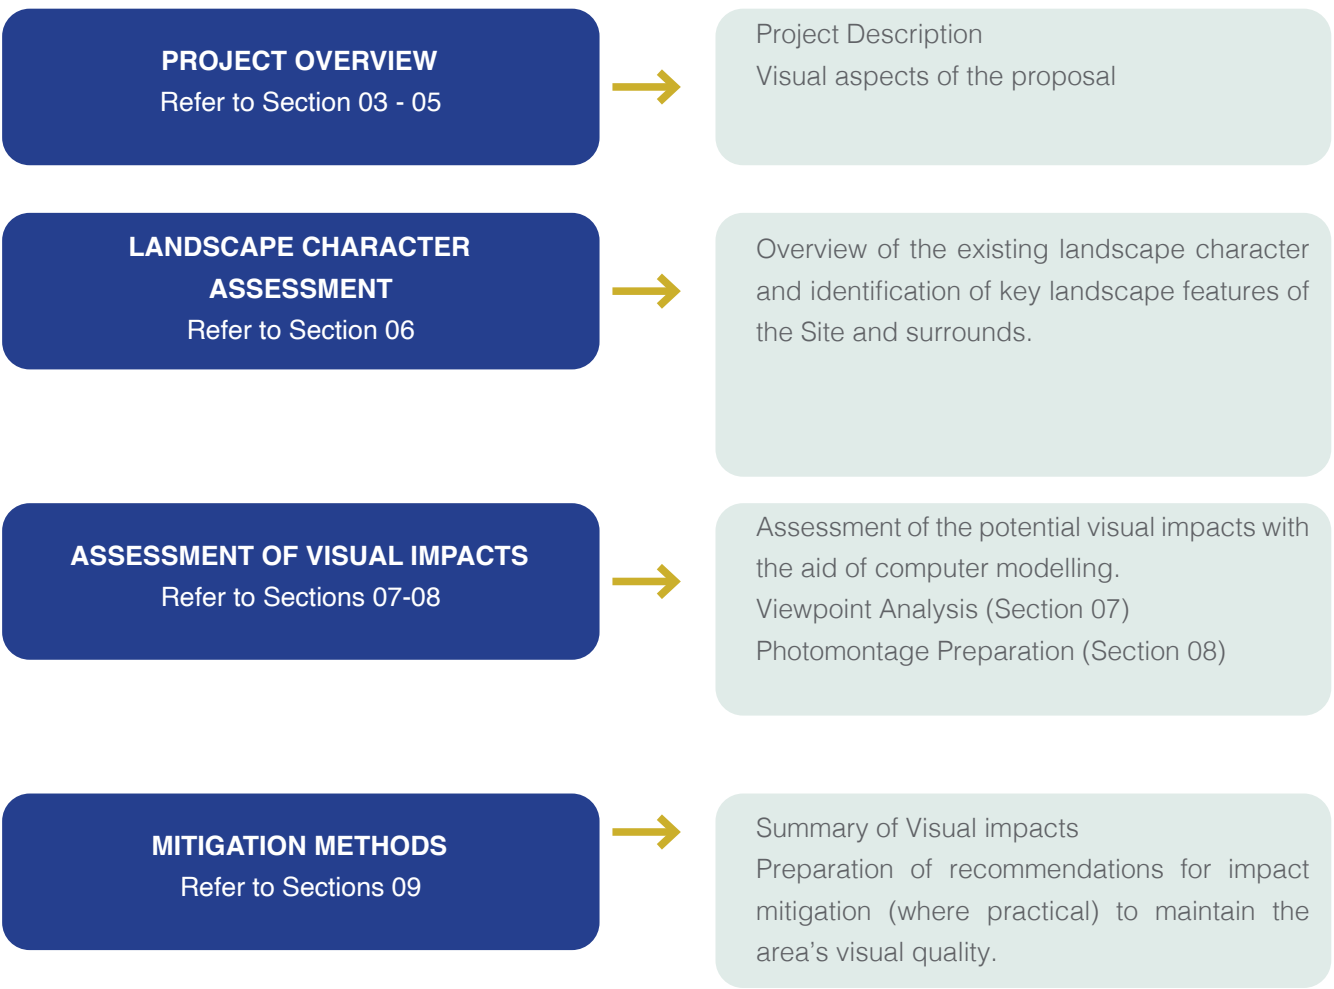 PROJECT OVERVIEW
Refer to Section 03 - 05
Project Description
Visual aspects of the proposal
LANDSCAPE CHARACTER
ASSESSMENT
Refer to Section 06
Overview of the existing landscape character
and identification of key landscape features of
the Site and surrounds.
ASSESSMENT OF VISUAL IMPACTS
Refer to Sections 07-08
Assessment of the potential visual impacts with
the aid of computer modelling.
Viewpoint Analysis (Section 07)
Photomontage Preparation (Section 08)
MITIGATION METHODS
Refer to Sections 09
Summary of Visual impacts
Preparation of recommendations for impact
mitigation (where practical) to maintain the
area’s visual quality.